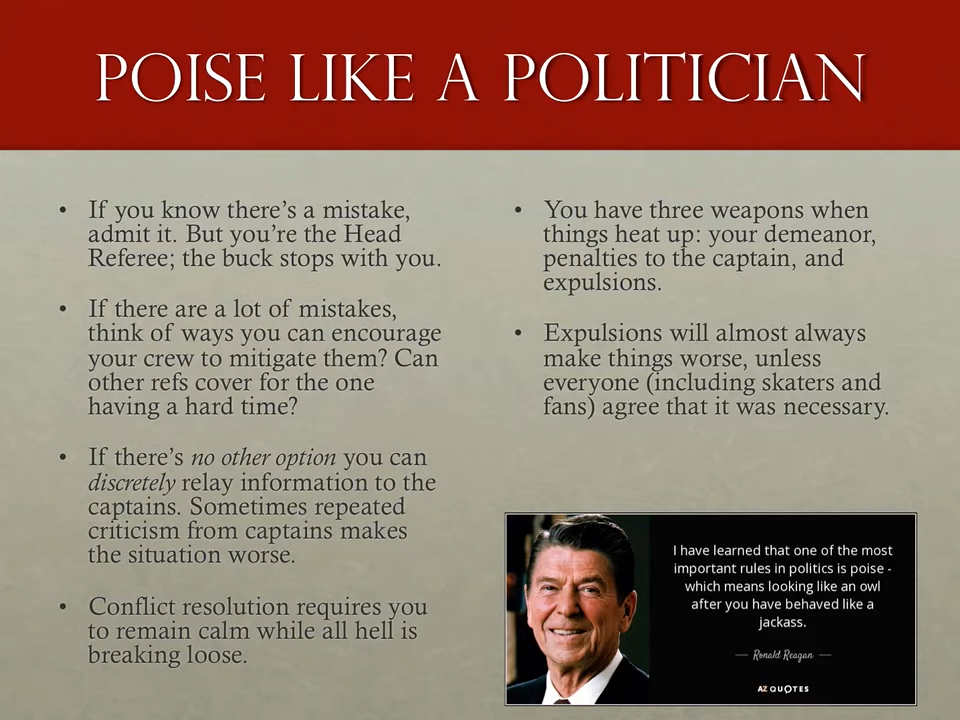 POISE LIKE A POLITICIAN
• If you know there's a mistake,
admit it. But you're the Head
Referee; the buck stops with you.
• If there are a lot of mistakes,
think of ways you can encourage
your crew to mitigate them? Can
other refs cover for the one
having a hard time?
• If there's no other option you can
discretely relay information to the
captains. Sometimes repeated
criticism from captains makes
the situation worse.
• Conflict resolution requires you
to remain calm while all hell is
breaking loose.
• You have three weapons when
things heat up: your demeanor,
penalties to the captain, and
expulsions.
• Expulsions will almost always
make things worse, unless
everyone (including skaters and
fans) agree that it was necessary.
I have learned that one of the most
important rules in politics is poise -
which means looking like an owl
after you have behaved like a
jackass.
— Ronald Reagan —
AZ QUOTES